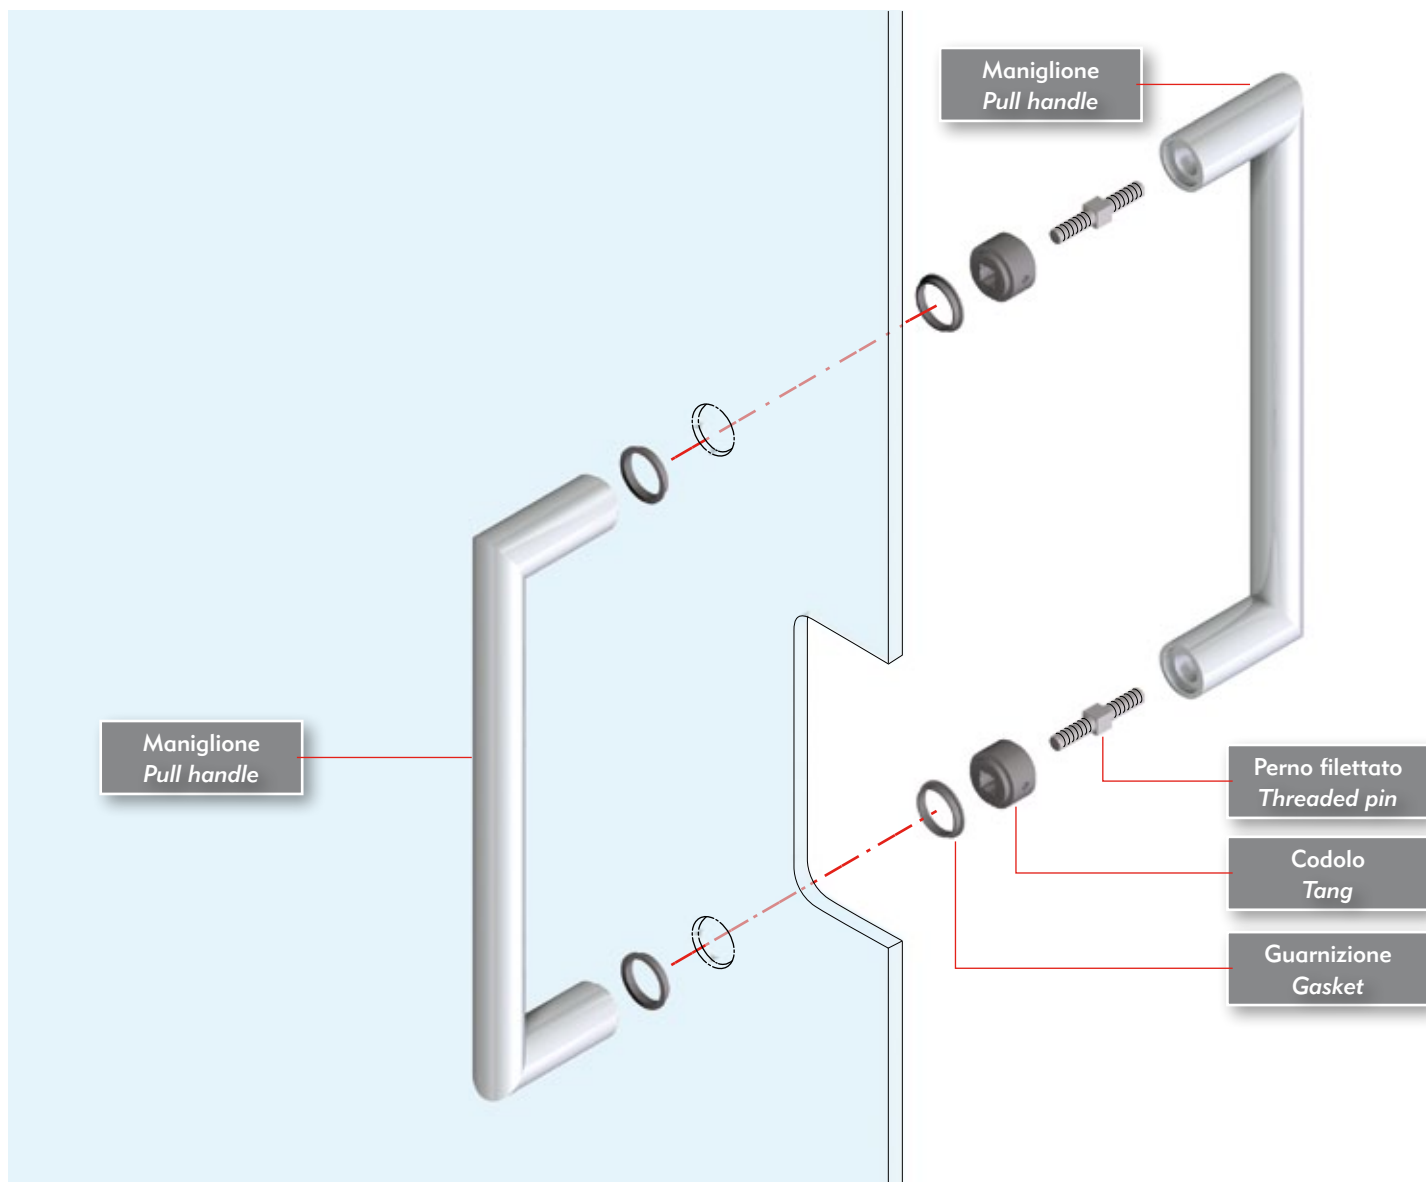 Maniglione
Pull handle
Maniglione
Pull handle
Perno filettato
Threaded pin
Codolo
Tang
Guarnizione
Gasket